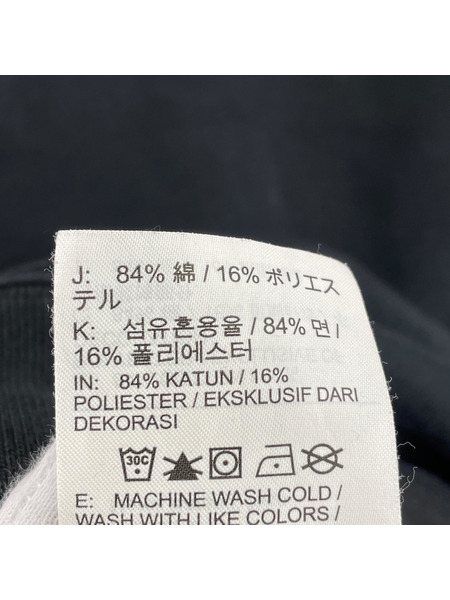 J: 84% 綿 / 16% ポリエス
テル
K: 섬유혼용율 / 84% 면 /
16% 폴리에스터
IN: 84% KATUN / 16%
POLIESTER / EKSKLUSIF DARI
DEKORASI
30C
E: MACHINE WASH COLD /
WASH WITH LIKE COLORS /